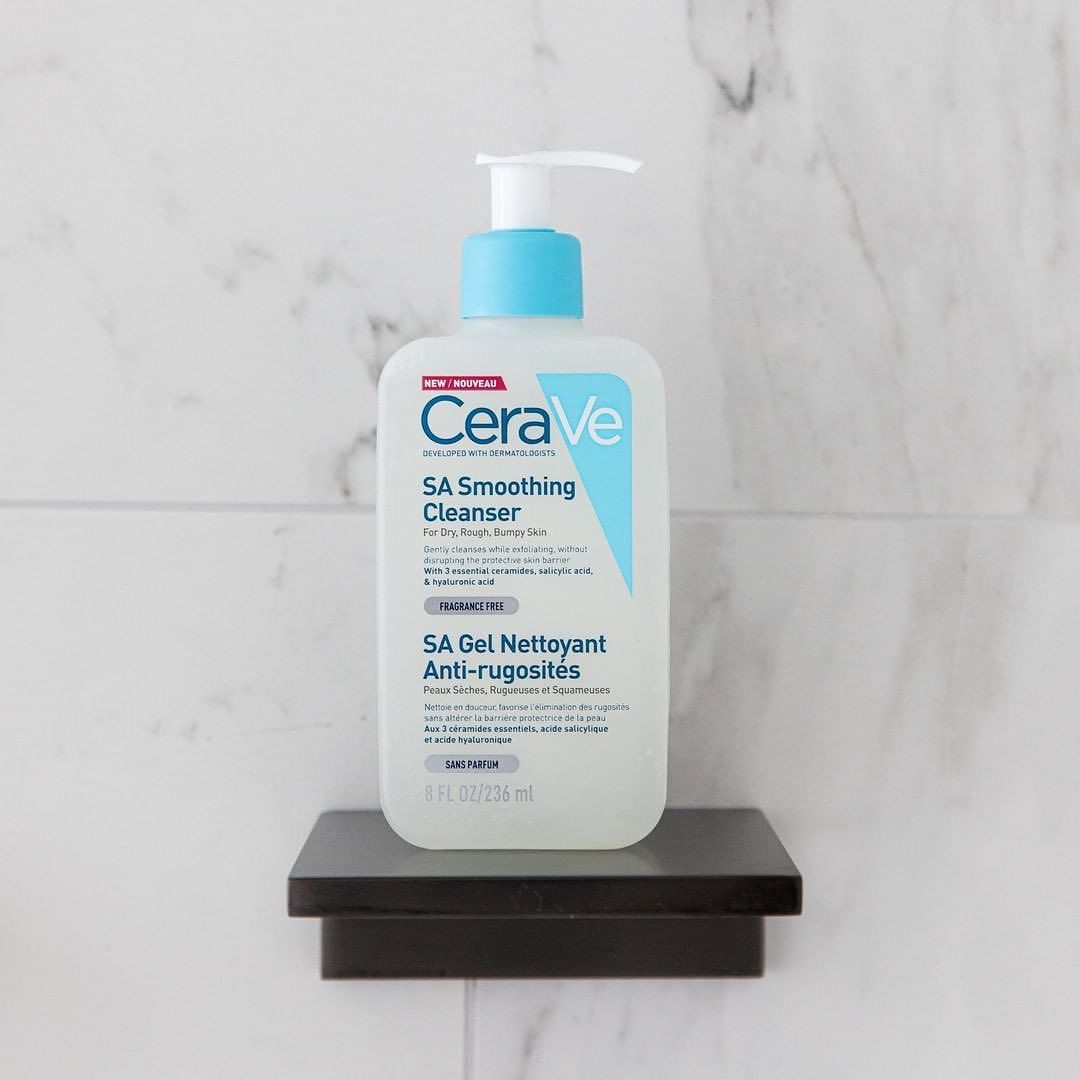 NEW / NOUVEAU
CeraVe
DEVELOPED WITH DERMATOLOGISTS
SA Smoothing
Cleanser
For Dry, Rough, Bumpy Skin
Gently cleanses while exfoliating, without
disrupting the protective skin barrier
With 3 essential ceramides, salicylic acid,
& hyaluronic acid
FRAGRANCE FREE
SA Gel Nettoyant
Anti-rugosités
Peaux Sèches, Rugueuses et Squameuses
Nettoie en douceur, favorise l'élimination des rugosités
sans altérer la barrière protectrice de la peau
Aux 3 céramides essentiels, acide salicylique
et acide hyaluronique
SANS PARFUM
8 FL OZ/236 ml